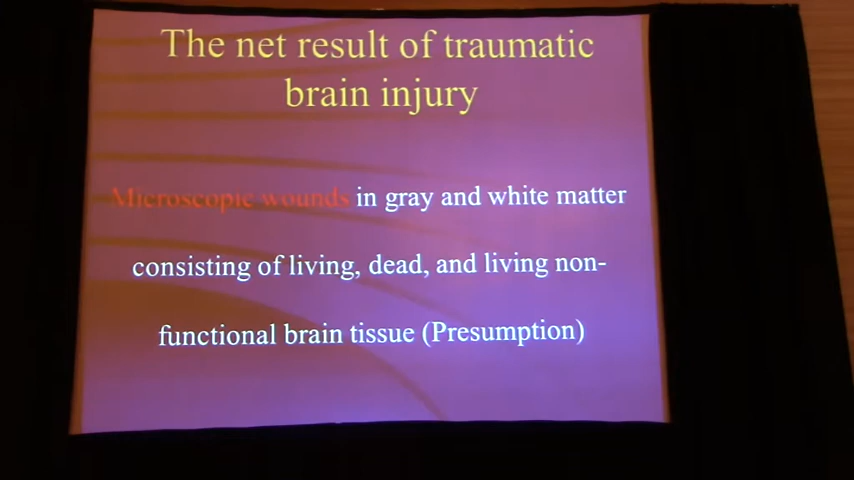 The net result of traumatic
brain injury
Microscopic wounds in gray and white matter
consisting of living, dead, and living non-
functional brain tissue (Presumption)